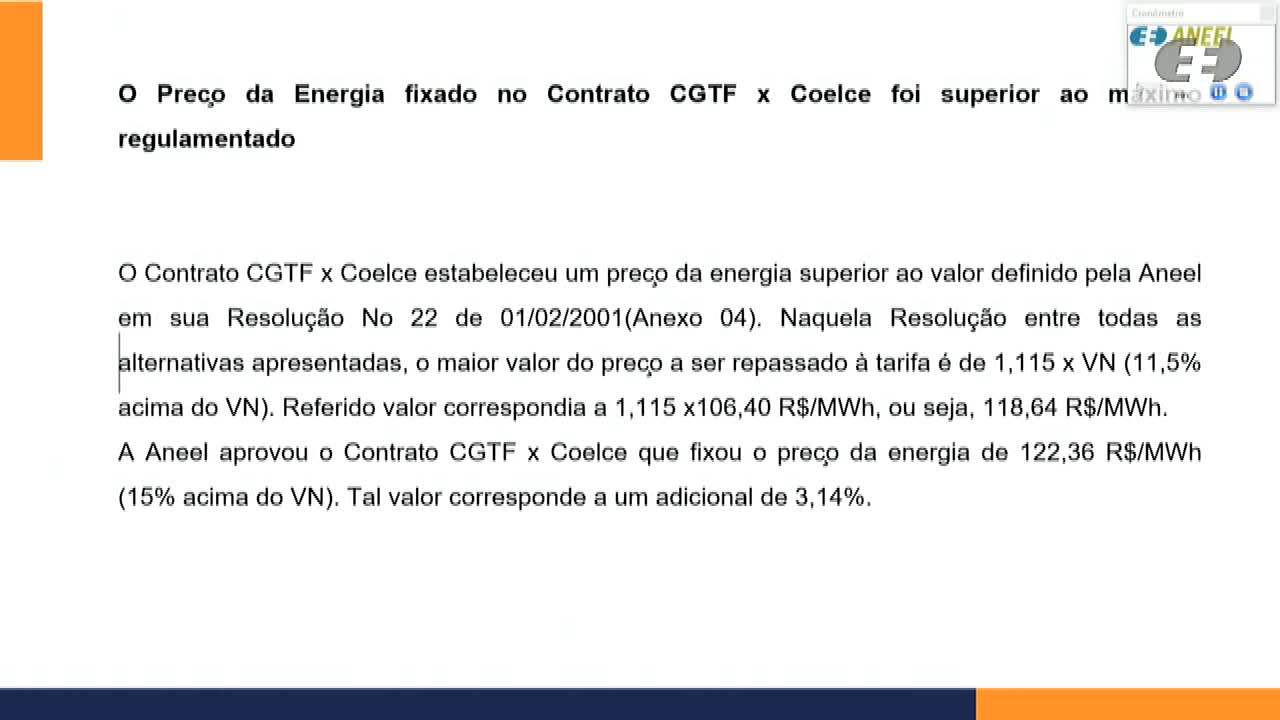 Cronômetro
ANEEL
O Preço da Energia fixado no Contrato CGTF x Coelce foi superior ao máximo
regulamentado
O Contrato CGTF x Coelce estabeleceu um preço da energia superior ao valor definido pela Aneel
em sua Resolução No 22 de 01/02/2001(Anexo 04). Naquela Resolução entre todas as
alternativas apresentadas, o maior valor do preço a ser repassado à tarifa é de 1,115 x VN (11,5%
acima do VN). Referido valor correspondia a 1,115 x106,40 R$/MWh, ou seja, 118,64 R$/MWh.
A Aneel aprovou o Contrato CGTF x Coelce que fixou o preço da energia de 122,36 R$/MWh
(15% acima do VN). Tal valor corresponde a um adicional de 3,14%.